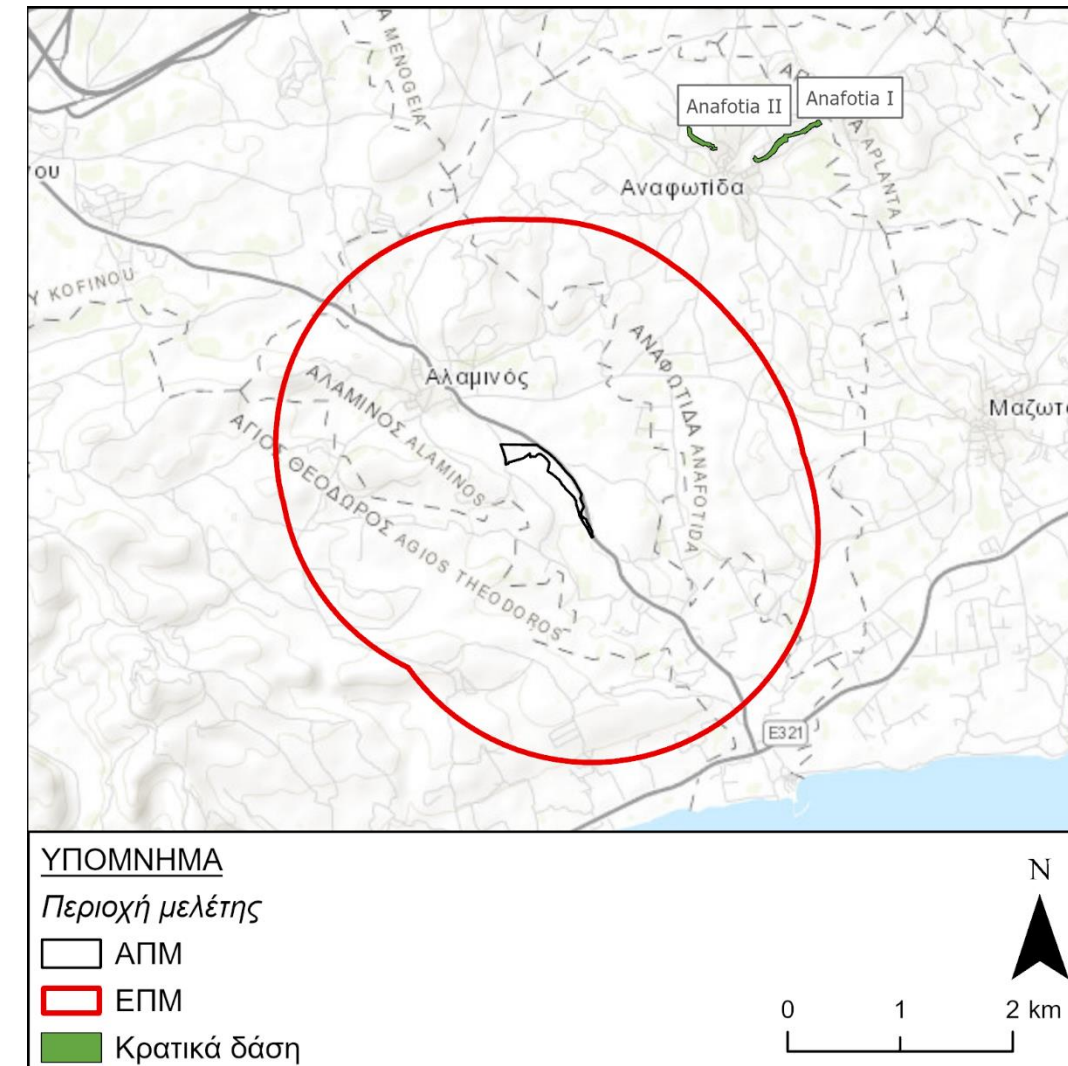 Α MENOGEIA
Anafotia II
Anafotia I
Α APLANTA
ΝΟΥ
Αναφωτίδα
Υ KOFINOU
Αλαμινός
ΑΛΑΜΙΝΟΣ ALAMINOS
ΑΝΑΦΩΤΙΔΑ ANAFOTIDA
Μαζωτ
ΑΓΙΟΣ ΘΕΟΔΩΡΟΣ AGIOS THEODOROS
E321
ΥΠΟΜΝΗΜΑ
Περιοχή μελέτης
ΑΠΜ
ΕΠΜ
Κρατικά δάση
N
0 1 2 km